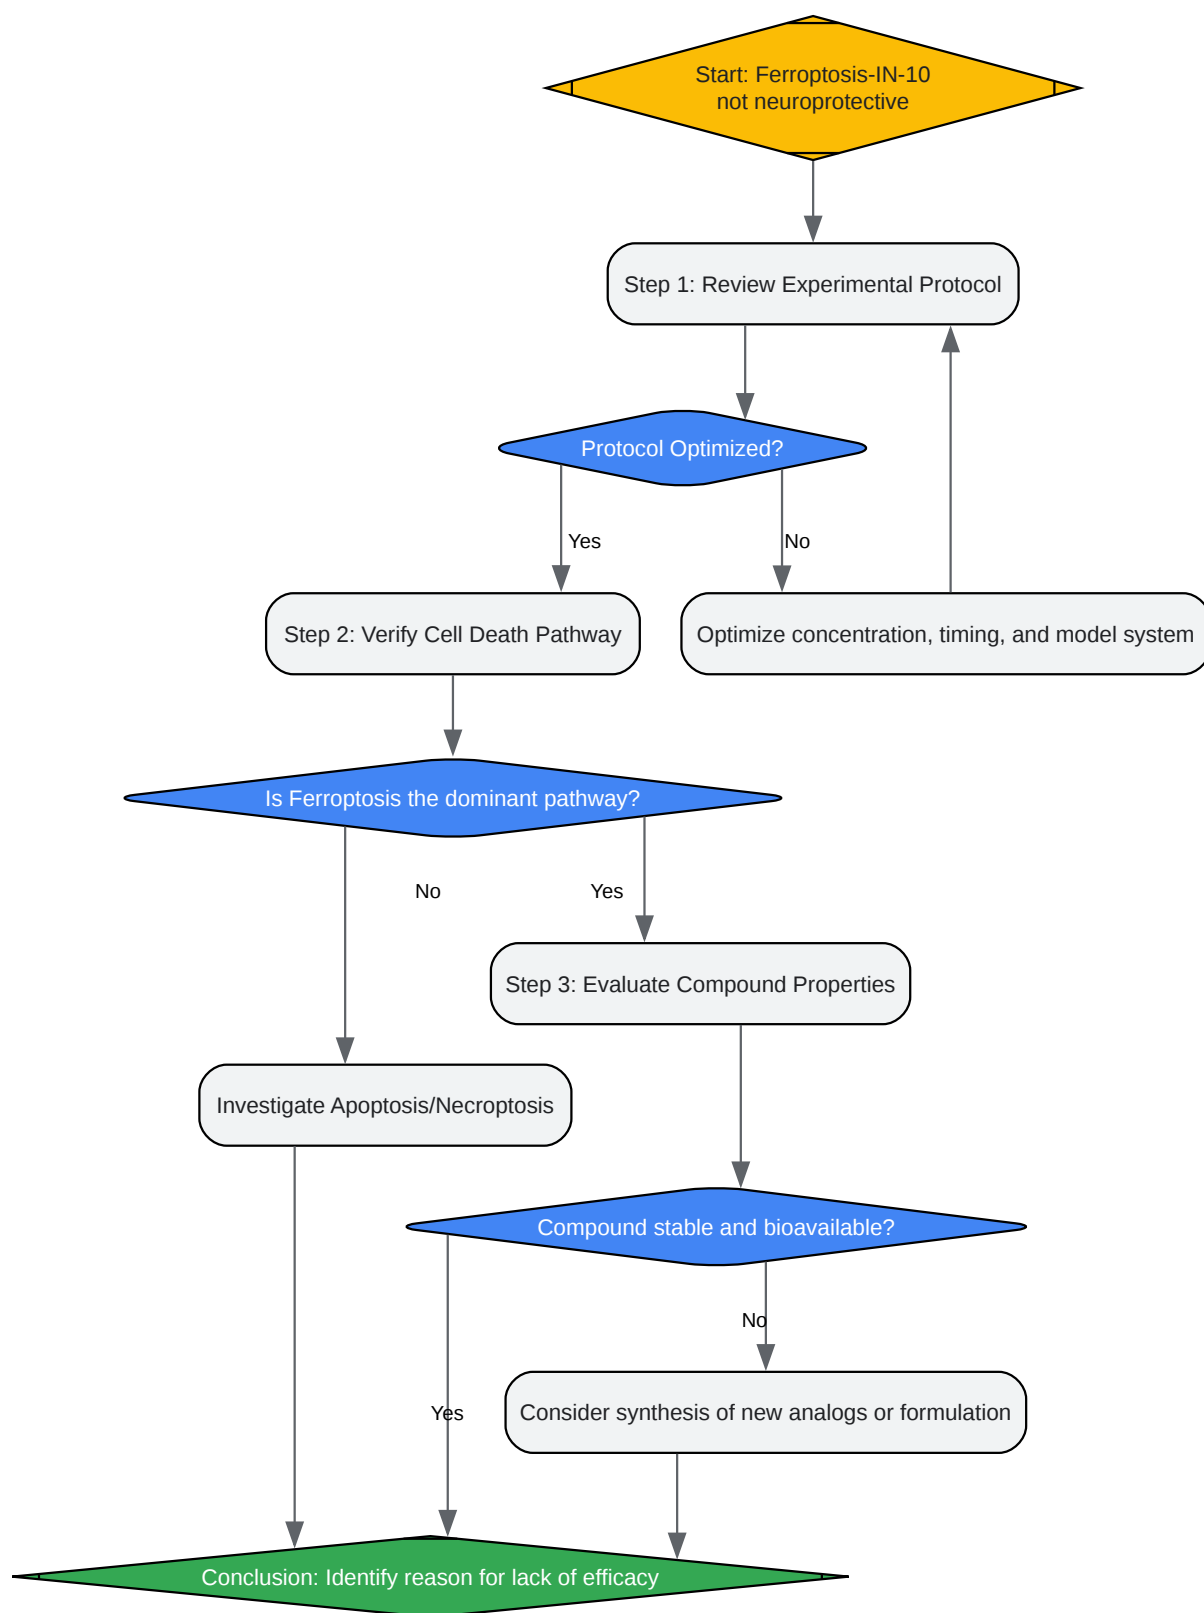 Start: Ferroptosis-IN-10
not neuroprotective
Step 1: Review Experimental Protocol
Protocol Optimized?
Yes
No
Step 2: Verify Cell Death Pathway
Optimize concentration, timing, and model system
Is Ferroptosis the dominant pathway?
No
Yes
Step 3: Evaluate Compound Properties
Investigate Apoptosis/Necroptosis
Compound stable and bioavailable?
No
Yes
Consider synthesis of new analogs or formulation
Conclusion: Identify reason for lack of efficacy